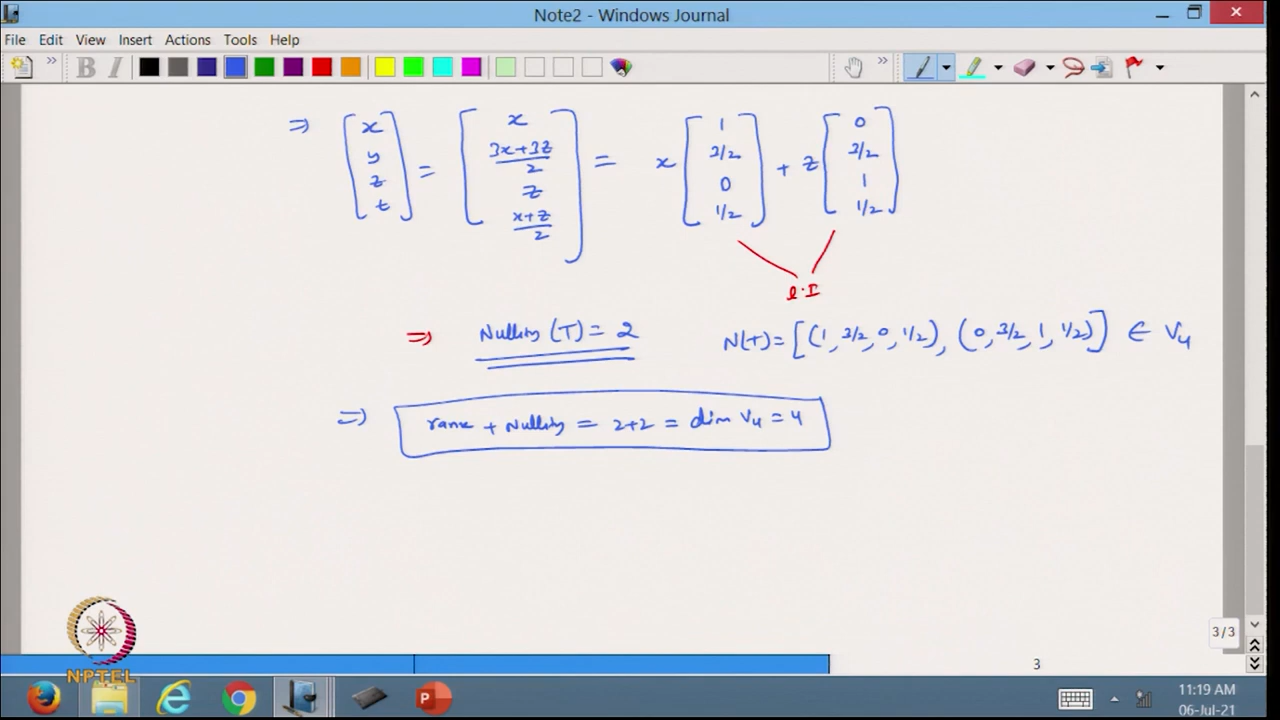 Note2 - Windows Journal
File Edit View Insert Actions Tools Help
⇒ [x y z t] = [x (3x+3z)/2 z (x+z)/2] = x [1 3/2 0 1/2] + z [0 3/2 1 1/2]
l.I
⇒ Nullity (T) = 2 N(T) = [(1, 3/2, 0, 1/2), (0, 3/2, 1, 1/2)] ∈ V4
⇒ rank + Nullity = 2+2 = dim V4 = 4
3/3
NPTEL
3
11:19 AM
06-Jul-21